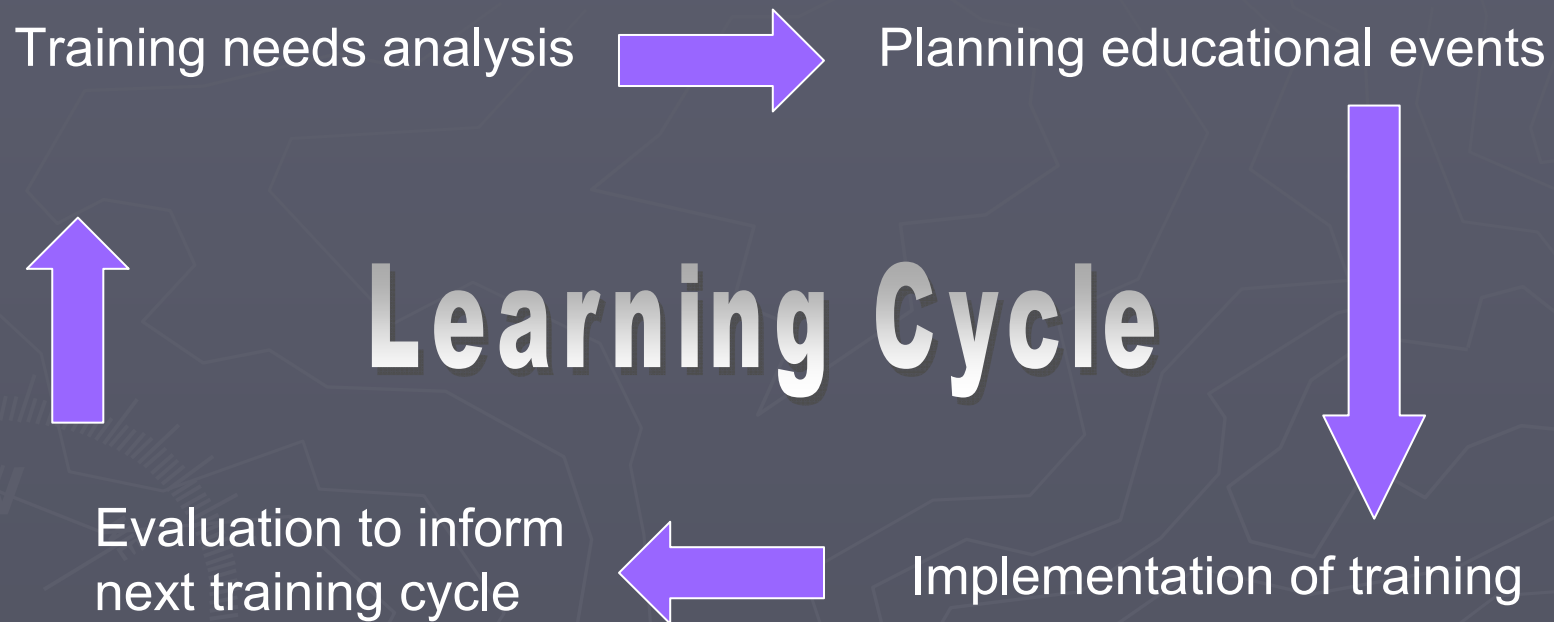 Training needs analysis
Planning educational events
Learning Cycle
Evaluation to inform
next training cycle
Implementation of training